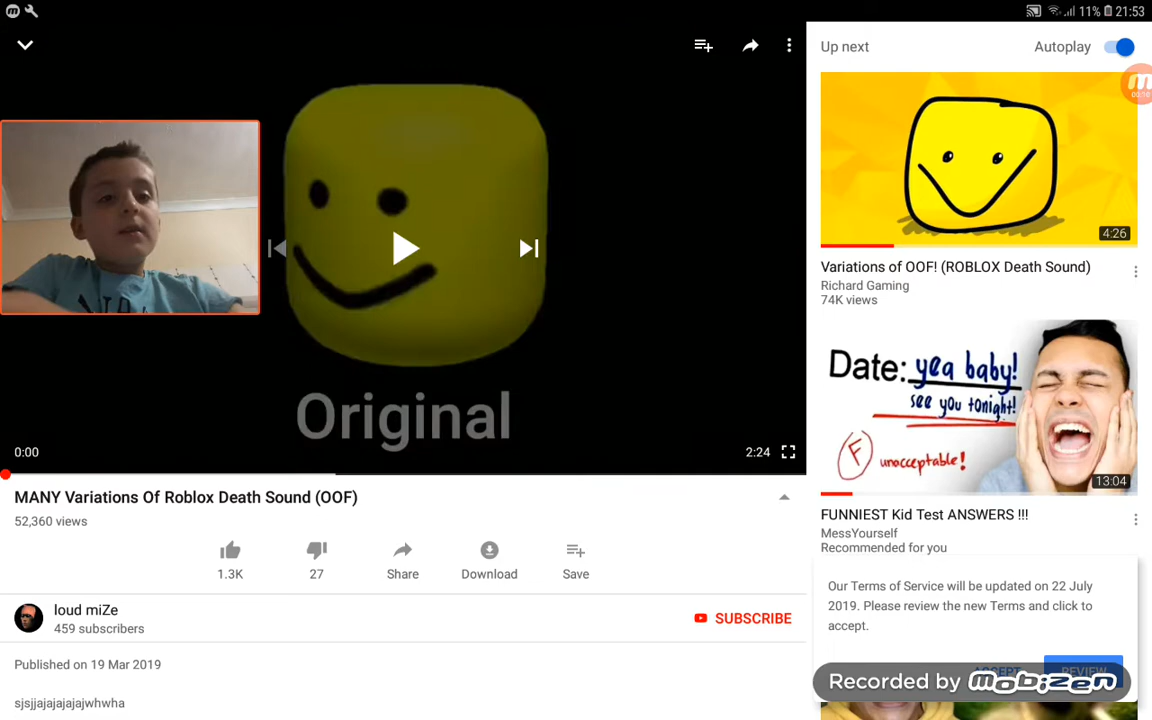 11% 21:53
Up next
Autoplay
Original
0:00
2:24
MANY Variations Of Roblox Death Sound (OOF)
52,360 views
1.3K
27
Share
Download
Save
loud miZe
459 subscribers
SUBSCRIBE
Published on 19 Mar 2019
sjsjjajajajajajwhwha
4:26
Variations of OOF! (ROBLOX Death Sound)
Richard Gaming
74K views
Date: yea baby!
see you tonight!
F unacceptable!
13:04
FUNNIEST Kid Test ANSWERS !!!
MessYourself
Recommended for you
Our Terms of Service will be updated on 22 July
2019. Please review the new Terms and click to
accept.
ACCEPT
REVIEW
Recorded by mobizen